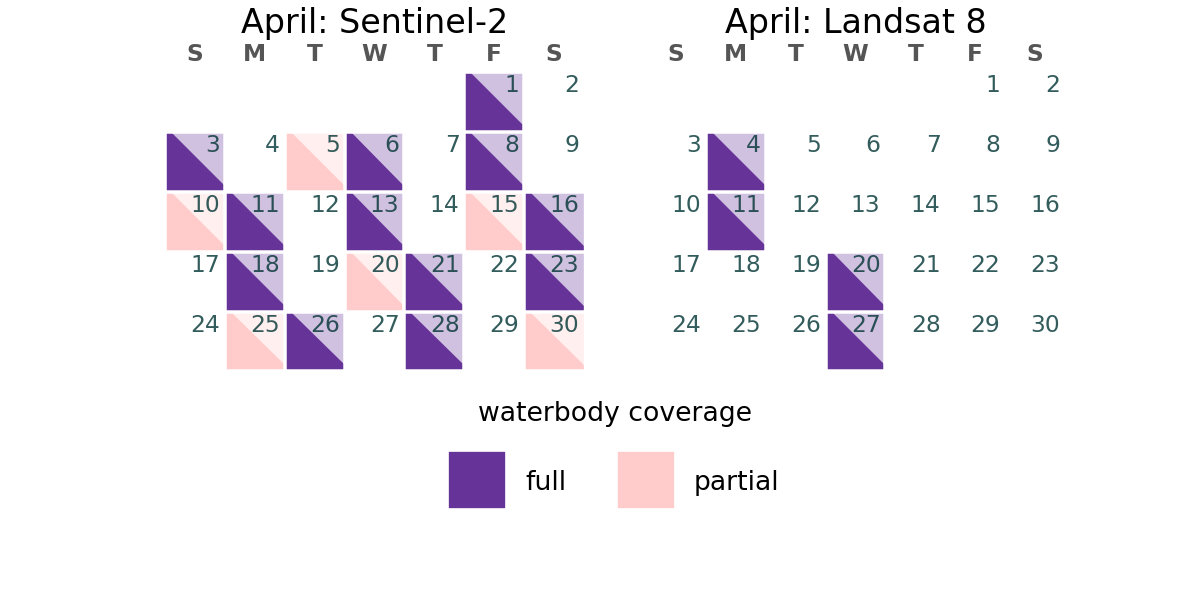 April: Sentinel-2
S M T W T F S
1 2
3 4 5 6 7 8 9
10 11 12 13 14 15 16
17 18 19 20 21 22 23
24 25 26 27 28 29 30
April: Landsat 8
S M T W T F S
1 2
3 4 5 6 7 8 9
10 11 12 13 14 15 16
17 18 19 20 21 22 23
24 25 26 27 28 29 30
waterbody coverage
full partial